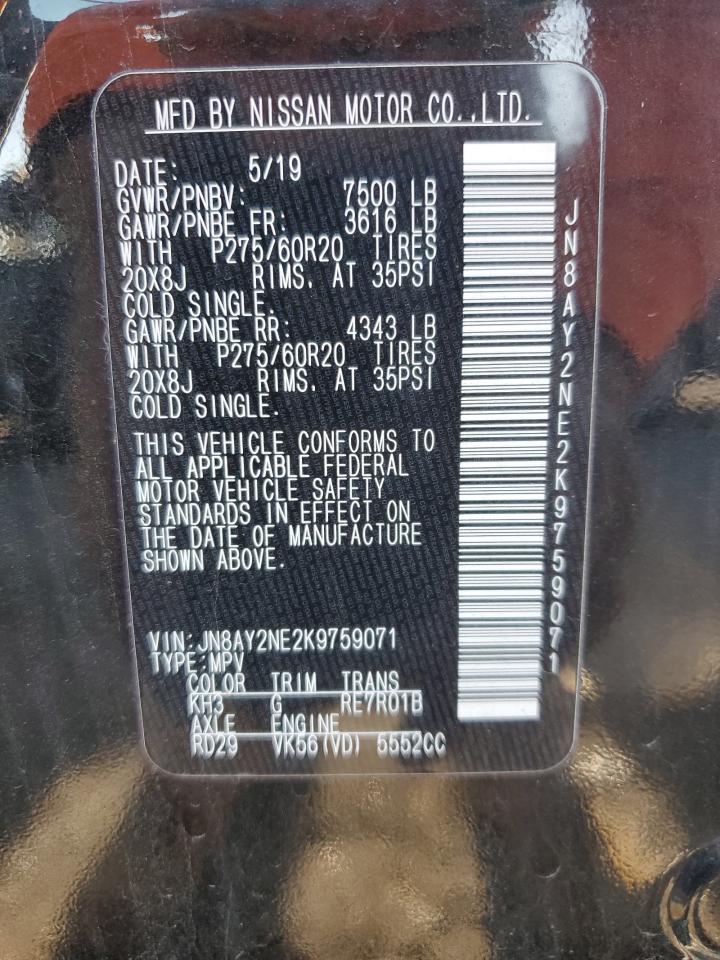 MFD BY NISSAN MOTOR CO.,LTD.
DATE: 5/19
GVWR/PNBV: 7500 LB
GAWR/PNBE FR: 3616 LB
WITH P275/60R20 TIRES
20X8J RIMS, AT 35PSI
COLD SINGLE.
GAWR/PNBE RR: 4343 LB
WITH P275/60R20 TIRES
20X8J RIMS, AT 35PSI
COLD SINGLE.
THIS VEHICLE CONFORMS TO
ALL APPLICABLE FEDERAL
MOTOR VEHICLE SAFETY
STANDARDS IN EFFECT ON
THE DATE OF MANUFACTURE
SHOWN ABOVE.
VIN:JN8AY2NE2K9759071
TYPE:MPV
COLOR TRIM TRANS
KH3 G RE7R01B
AXLE ENGINE
RD29 VK56(VD) 5552CC
JN8AY2NE2K9759071